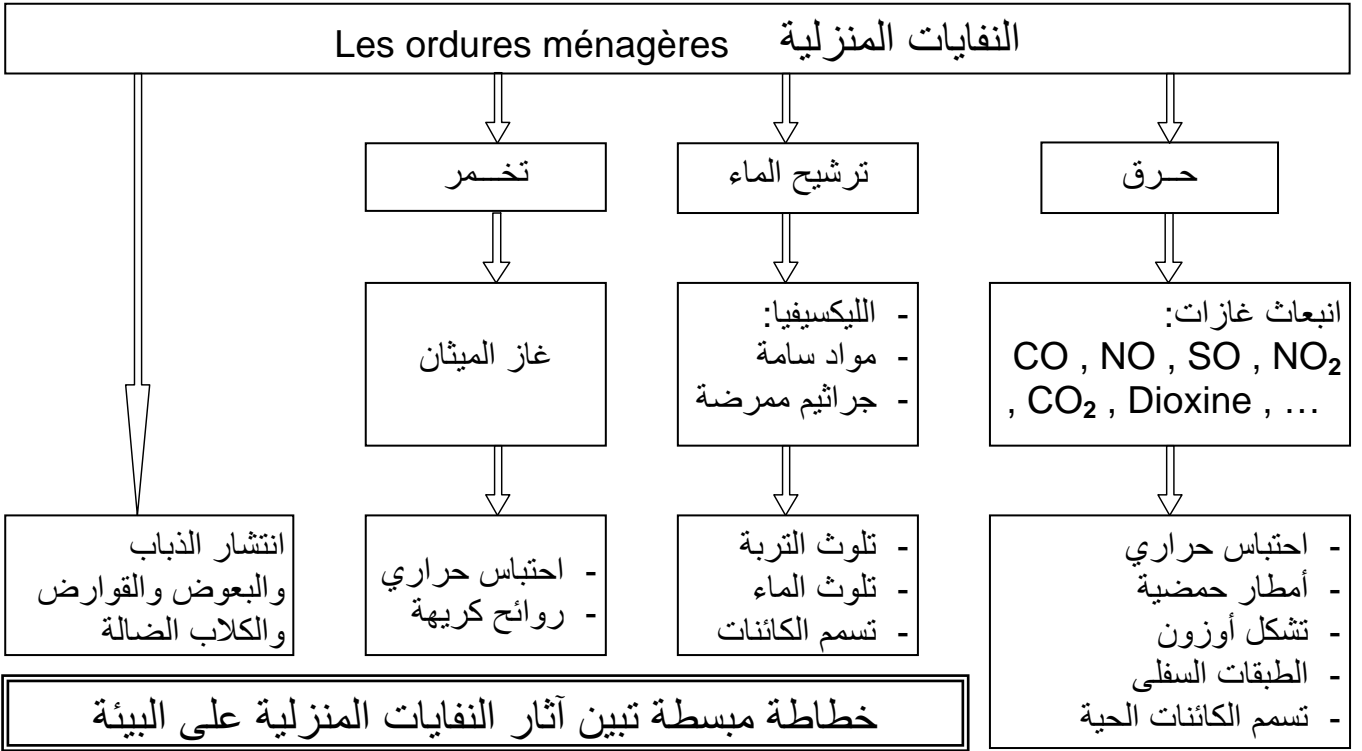 النفايات المنزلية Les ordures ménagères
حــرق
ترشيح الماء
تخـــمر
انبعاث غازات:
CO , NO , SO , NO₂
, CO₂ , Dioxine , …
- الليكسيفيا:
- مواد سامة
- جراثيم ممرضة
غاز الميثان
- احتباس حراري
- أمطار حمضية
- تشكل أوزون
- الطبقات السفلى
- تسمم الكائنات الحية
- تلوث التربة
- تلوث الماء
- تسمم الكائنات
- احتباس حراري
- روائح كريهة
انتشار الذباب
والبعوض والقوارض
والكلاب الضالة
خطاطة مبسطة تبين آثار النفايات المنزلية على البيئة